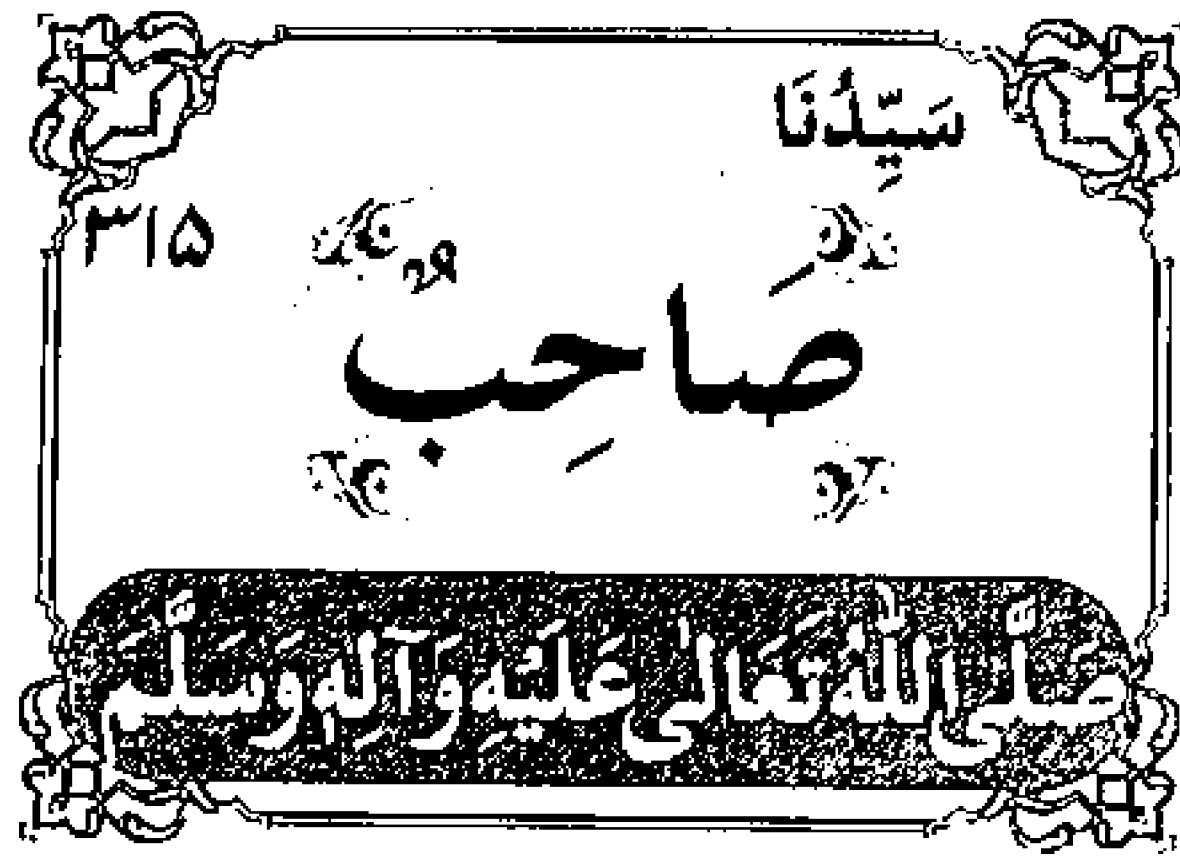 سَيِّدُنَا
۳۱۵
صَاحِبٌ
صَلَّى اللّٰهُ تَعَالٰی عَلَيْهِ وَآلِهٖ وَسَلَّمَ